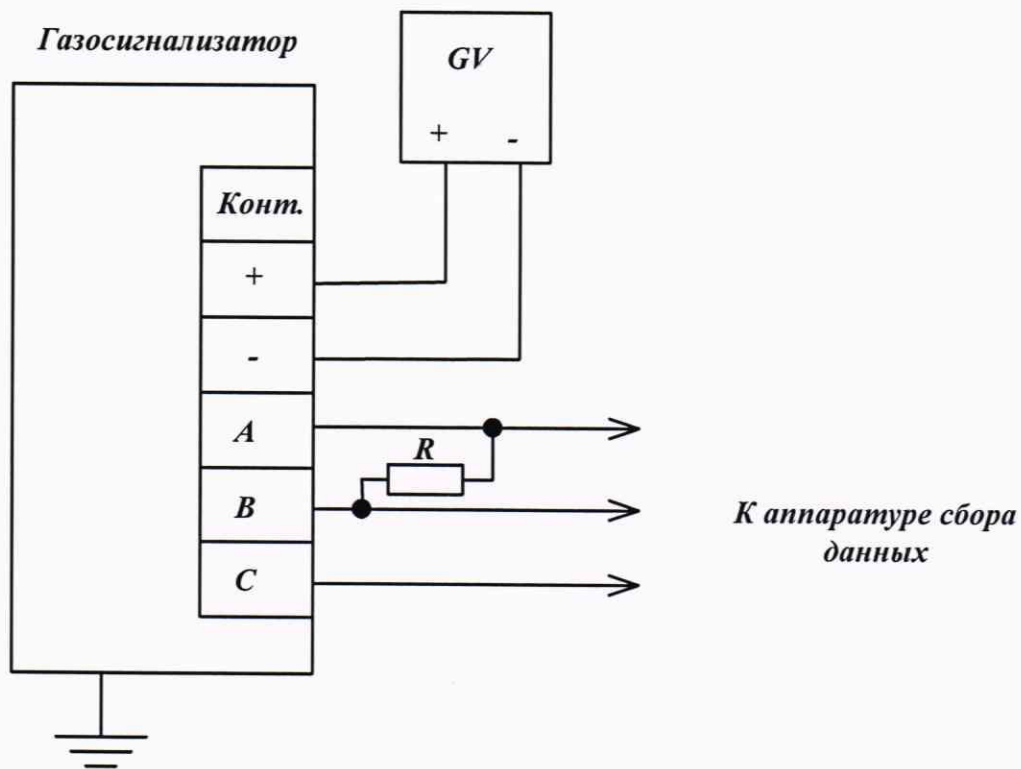 Газосигнализатор
GV
+ -
Конт.
+
-
A
R
B
C
К аппаратуре сбора
данных